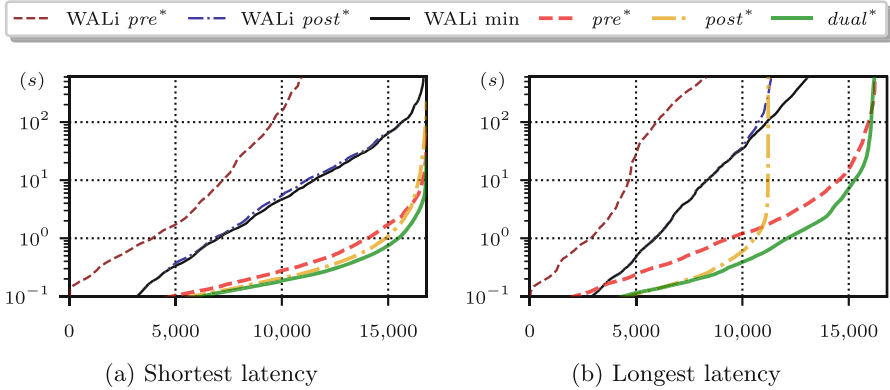 WALi pre* WALi post* WALi min pre* post* dual*
(s) (s)
10² 10²
10¹ 10¹
10⁰ 10⁰
10⁻¹ 10⁻¹
0 5,000 10,000 15,000 0 5,000 10,000 15,000
(a) Shortest latency (b) Longest latency